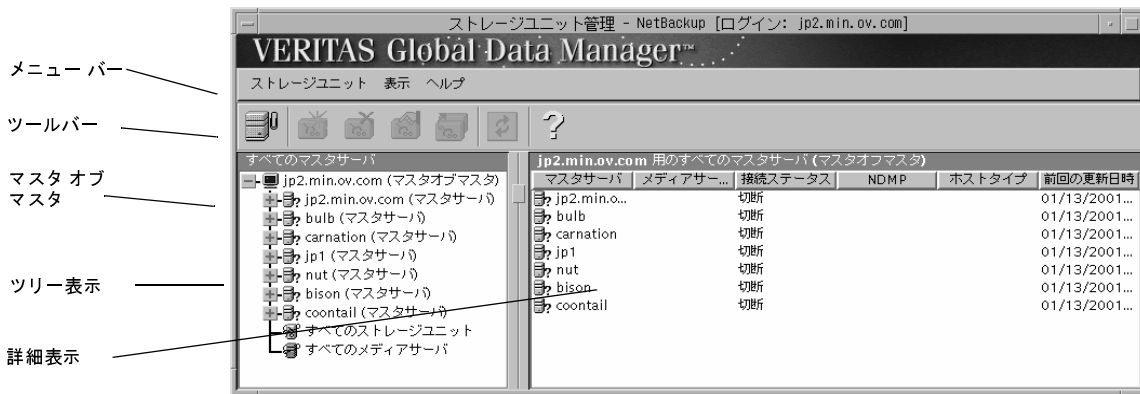 ストレージユニット管理 - NetBackup [ログイン: jp2.min.ov.com]
VERITAS Global Data Manager™
メニュー バー
ストレージユニット 表示 ヘルプ
ツールバー
?
すべてのマスタサーバ
jp2.min.ov.com 用のすべてのマスタサーバ (マスタオフマスタ)
マスタ オブ
マスタ
jp2.min.ov.com (マスタオブマスタ)
jp2.min.ov.com (マスタサーバ)
bulb (マスタサーバ)
carnation (マスタサーバ)
jp1 (マスタサーバ)
nut (マスタサーバ)
bison (マスタサーバ)
coontail (マスタサーバ)
すべてのストレージユニット
すべてのメディアサーバ
マスタサーバ メディアサー... 接続ステータス NDMP ホストタイプ 前回の更新日時
jp2.min.o... 切断 01/13/2001...
bulb 切断 01/13/2001...
carnation 切断 01/13/2001...
jp1 切断 01/13/2001...
nut 切断 01/13/2001...
bison 切断 01/13/2001...
coontail 切断 01/13/2001...
ツリー表示
詳細表示